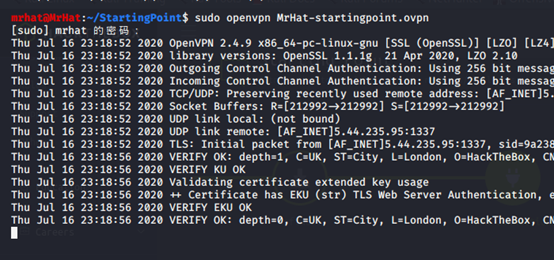 mrhat@MrHat:~/StartingPoint$ sudo openvpn MrHat-startingpoint.ovpn
[sudo] mrhat 的密码：
Thu Jul 16 23:18:52 2020 OpenVPN 2.4.9 x86_64-pc-linux-gnu [SSL (OpenSSL)] [LZO] [LZ4]
Thu Jul 16 23:18:52 2020 library versions: OpenSSL 1.1.1g  21 Apr 2020, LZO 2.10
Thu Jul 16 23:18:52 2020 Outgoing Control Channel Authentication: Using 256 bit messag
Thu Jul 16 23:18:52 2020 Incoming Control Channel Authentication: Using 256 bit messag
Thu Jul 16 23:18:52 2020 TCP/UDP: Preserving recently used remote address: [AF_INET]5.
Thu Jul 16 23:18:52 2020 Socket Buffers: R=[212992→212992] S=[212992→212992]
Thu Jul 16 23:18:52 2020 UDP link local: (not bound)
Thu Jul 16 23:18:52 2020 UDP link remote: [AF_INET]5.44.235.95:1337
Thu Jul 16 23:18:52 2020 TLS: Initial packet from [AF_INET]5.44.235.95:1337, sid=9a238
Thu Jul 16 23:18:56 2020 VERIFY OK: depth=1, C=UK, ST=City, L=London, O=HackTheBox, CN
Thu Jul 16 23:18:56 2020 VERIFY KU OK
Thu Jul 16 23:18:56 2020 Validating certificate extended key usage
Thu Jul 16 23:18:56 2020 ++ Certificate has EKU (str) TLS Web Server Authentication, e
Thu Jul 16 23:18:56 2020 VERIFY EKU OK
Thu Jul 16 23:18:56 2020 VERIFY OK: depth=0, C=UK, ST=City, L=London, O=HackTheBox, CN